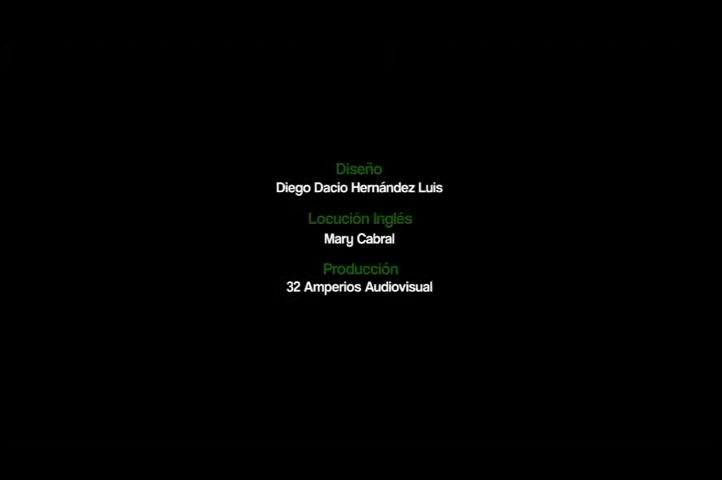 Diseño
Diego Dacio Hernández Luis
Locución Inglés
Mary Cabral
Producción
32 Amperios Audiovisual